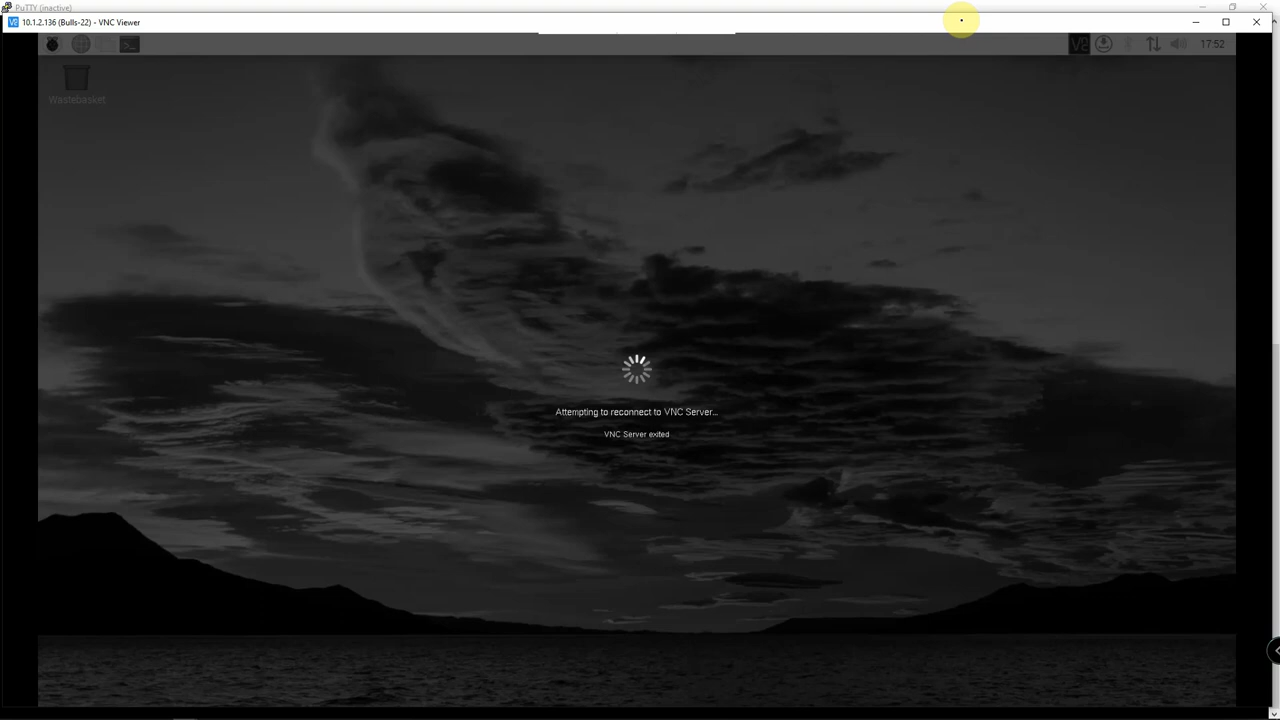 PuTTY (inactive)
10.1.2.136 (Bulls-22) - VNC Viewer
17:52
Wastebasket
Attempting to reconnect to VNC Server...
VNC Server exited